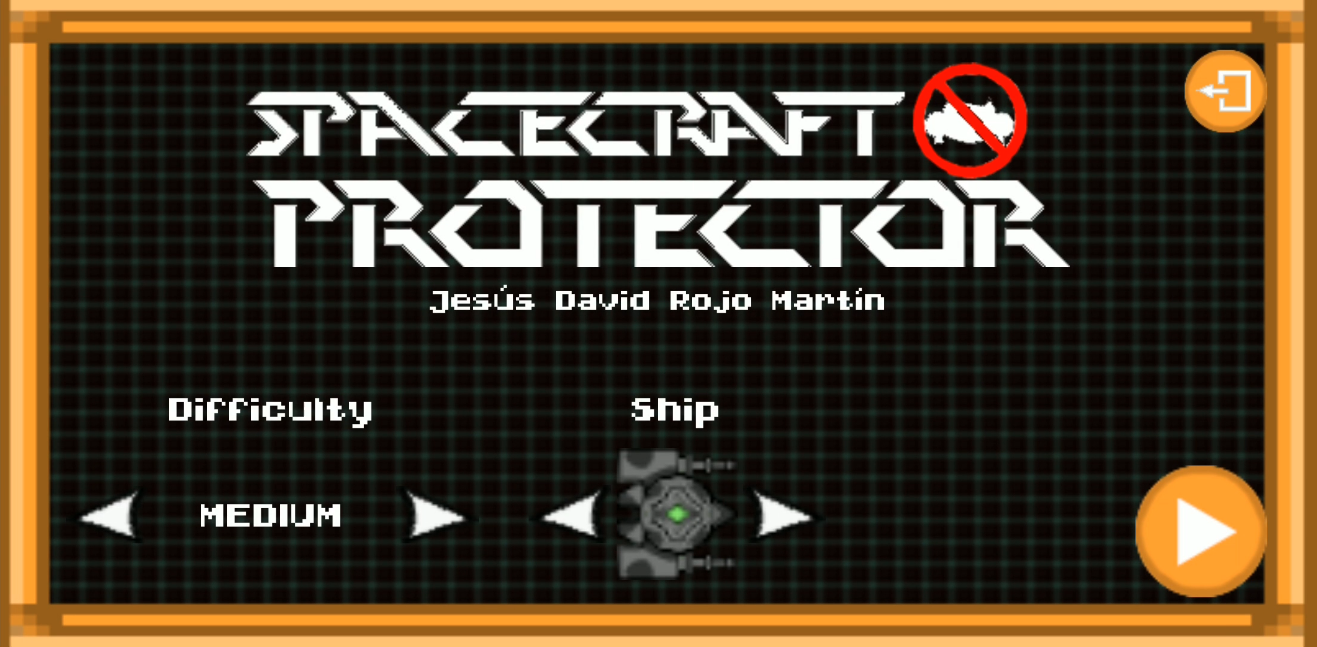 SPACECRAFT
PROTECTOR
Jesús David Rojo Martín
Difficulty
Ship
MEDIUM